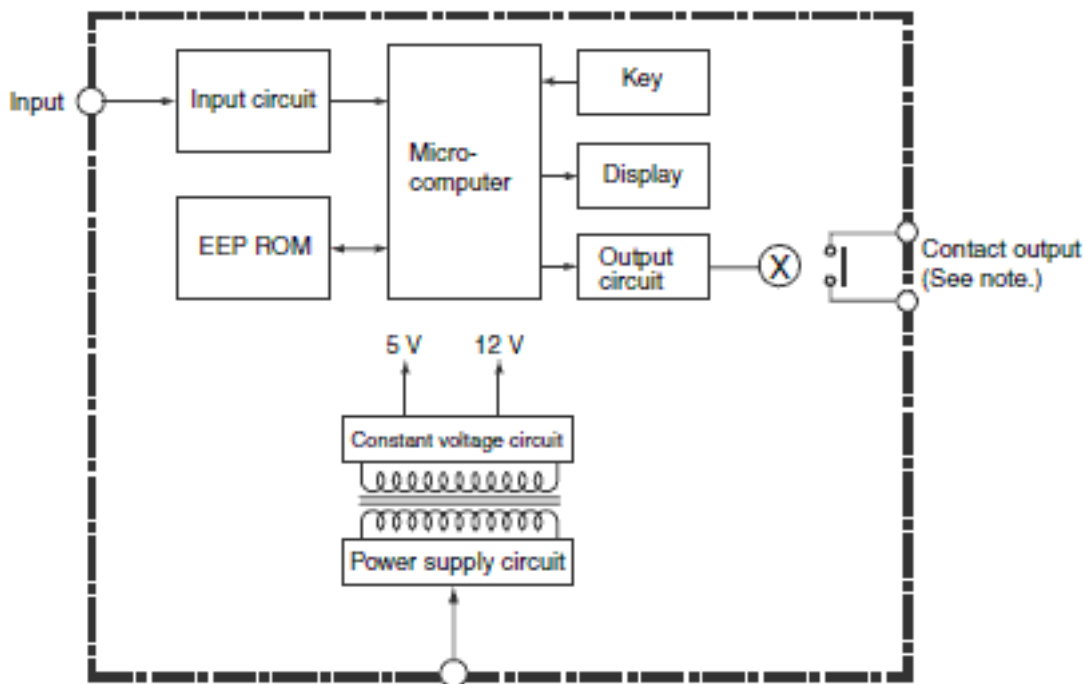 Input
Input circuit
EEP ROM
Micro-
computer
Key
Display
Output
circuit
X
Contact output
(See note.)
5 V
12 V
Constant voltage circuit
Power supply circuit